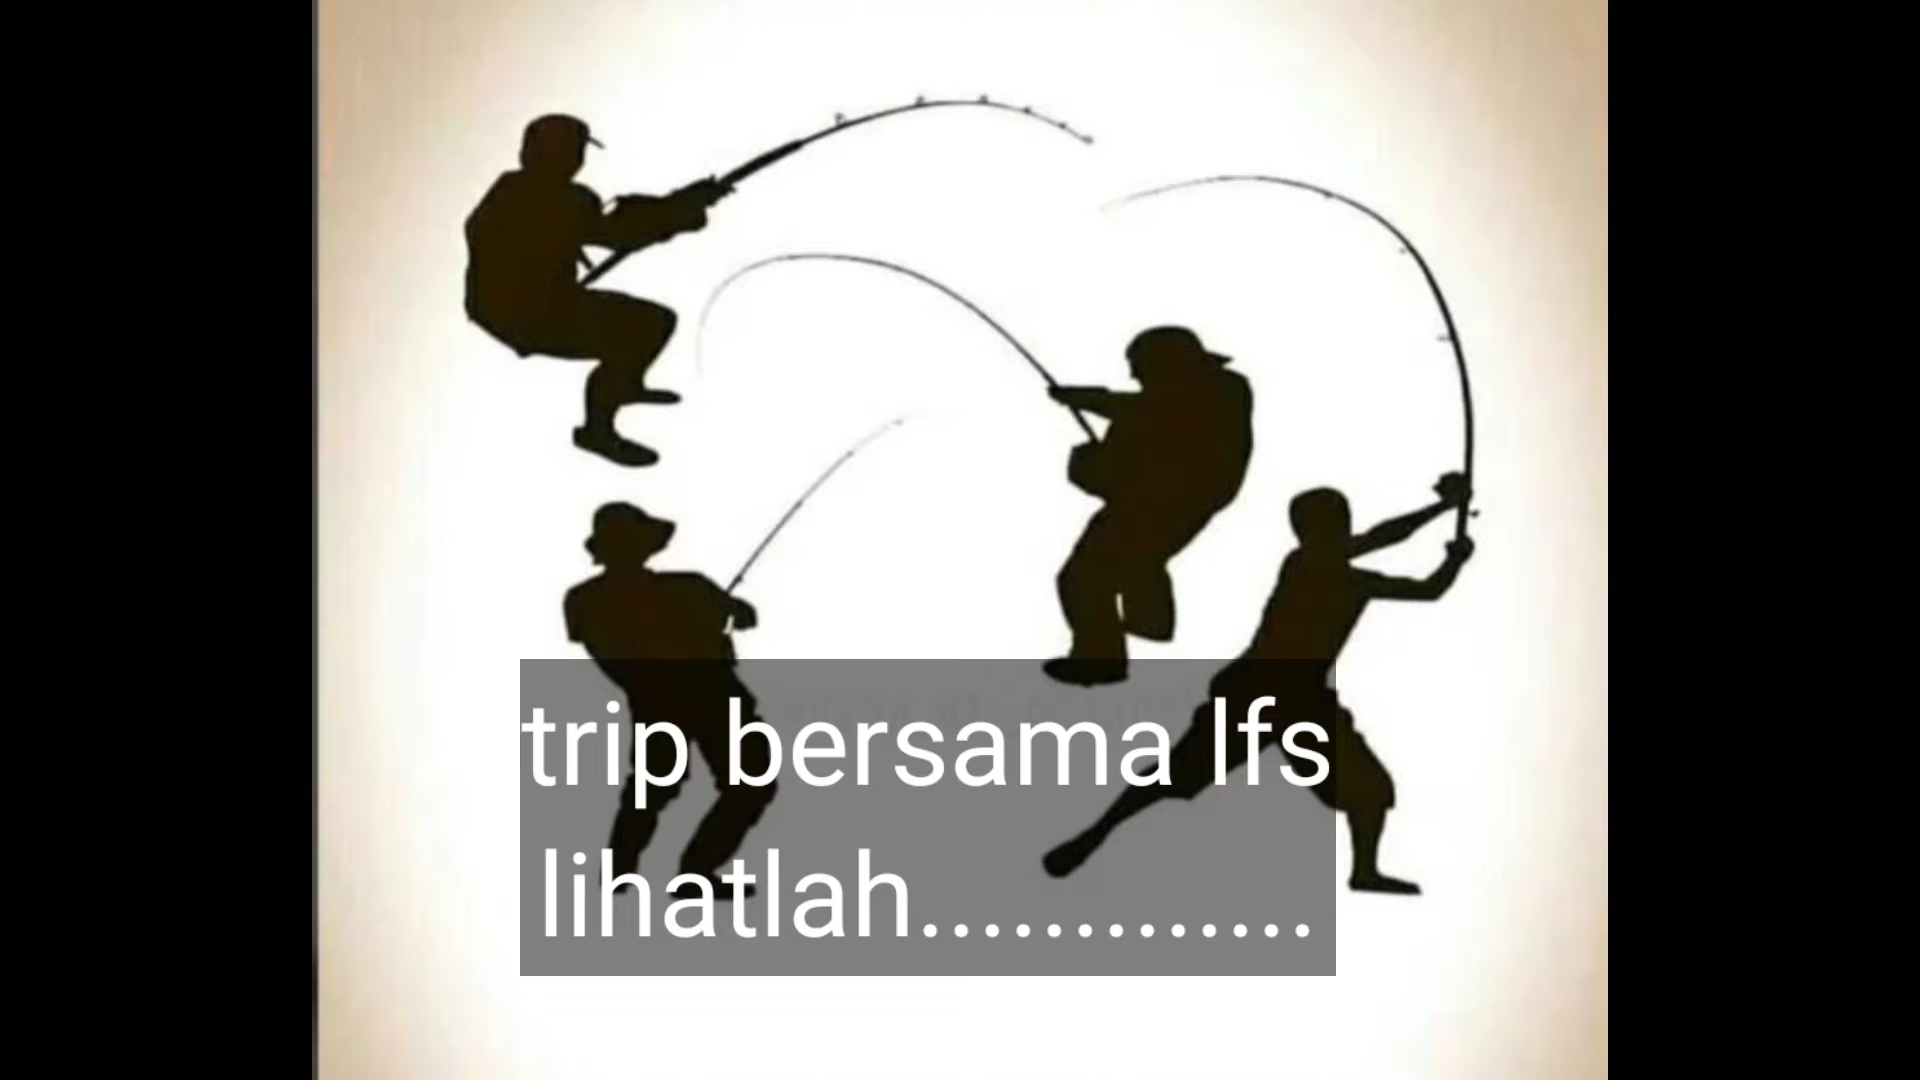 trip bersama lfs
lihatlah.............